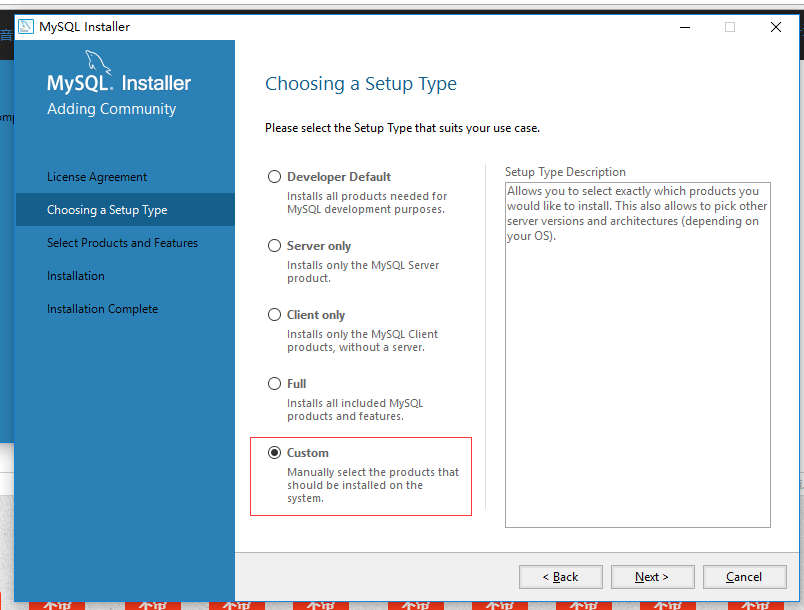 MySQL Installer
MySQL. Installer
Adding Community
License Agreement
Choosing a Setup Type
Select Products and Features
Installation
Installation Complete
Choosing a Setup Type
Please select the Setup Type that suits your use case.
Developer Default
Installs all products needed for
MySQL development purposes.
Server only
Installs only the MySQL Server
product.
Client only
Installs only the MySQL Client
products, without a server.
Full
Installs all included MySQL
products and features.
Custom
Manually select the products that
should be installed on the
system.
Setup Type Description
Allows you to select exactly which products you
would like to install. This also allows to pick other
server versions and architectures (depending on
your OS).
< Back
Next >
Cancel